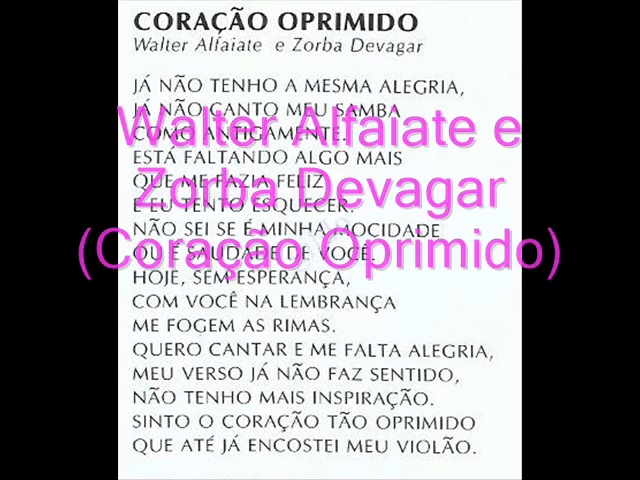 CORAÇÃO OPRIMIDO
Walter Alfaiate e Zorba Devagar
JÁ NÃO TENHO A MESMA ALEGRIA,
JÁ NÃO CANTO MEU SAMBA
COMO ANTIGAMENTE.
ESTÁ FALTANDO ALGO MAIS
QUE ME FAZIA FELIZ
E EU TENTO ESQUECER.
NÃO SEI SE É MINHA MOCIDADE
QU É SAUDADE DE VOCÊ.
HOJE, SEM ESPERANÇA,
COM VOCÊ NA LEMBRANÇA
ME FOGEM AS RIMAS.
QUERO CANTAR E ME FALTA ALEGRIA,
MEU VERSO JÁ NÃO FAZ SENTIDO,
NÃO TENHO MAIS INSPIRAÇÃO.
SINTO O CORAÇÃO TÃO OPRIMIDO
QUE ATÉ JÁ ENCOSTEI MEU VIOLÃO.
Walter Alfaiate e
Zorba Devagar
(Coração Oprimido)